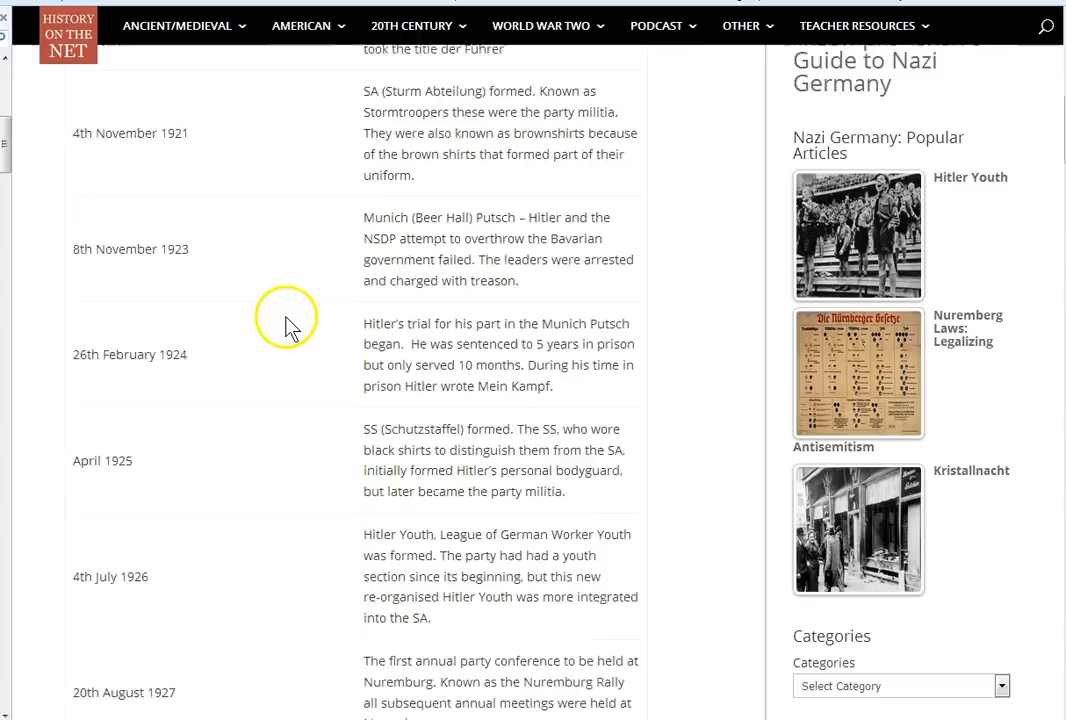 HISTORY
ON THE
NET
ANCIENT/MEDIEVAL
AMERICAN
20TH CENTURY
WORLD WAR TWO
PODCAST
OTHER
TEACHER RESOURCES
took the title der Führer
4th November 1921
SA (Sturm Abteilung) formed. Known as
Stormtroopers these were the party militia.
They were also known as brownshirts because
of the brown shirts that formed part of their
uniform.
8th November 1923
Munich (Beer Hall) Putsch – Hitler and the
NSDP attempt to overthrow the Bavarian
government failed. The leaders were arrested
and charged with treason.
26th February 1924
Hitler's trial for his part in the Munich Putsch
began. He was sentenced to 5 years in prison
but only served 10 months. During his time in
prison Hitler wrote Mein Kampf.
April 1925
SS (Schutzstaffel) formed. The SS, who wore
black shirts to distinguish them from the SA,
initially formed Hitler's personal bodyguard,
but later became the party militia.
4th July 1926
Hitler Youth, League of German Worker Youth
was formed. The party had had a youth
section since its beginning, but this new
re-organised Hitler Youth was more integrated
into the SA.
20th August 1927
The first annual party conference to be held at
Nuremburg. Known as the Nuremburg Rally
all subsequent annual meetings were held at
Guide to Nazi
Germany
Nazi Germany: Popular
Articles
Hitler Youth
Die Nürnberger Gesetze
Nuremberg
Laws:
Legalizing
Antisemitism
Kristallnacht
Categories
Categories
Select Category